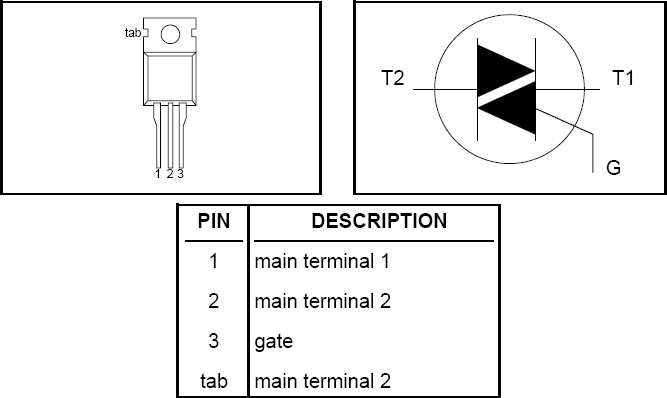 tab
1 2 3
T2 T1
G
PIN DESCRIPTION
1 main terminal 1
2 main terminal 2
3 gate
tab main terminal 2